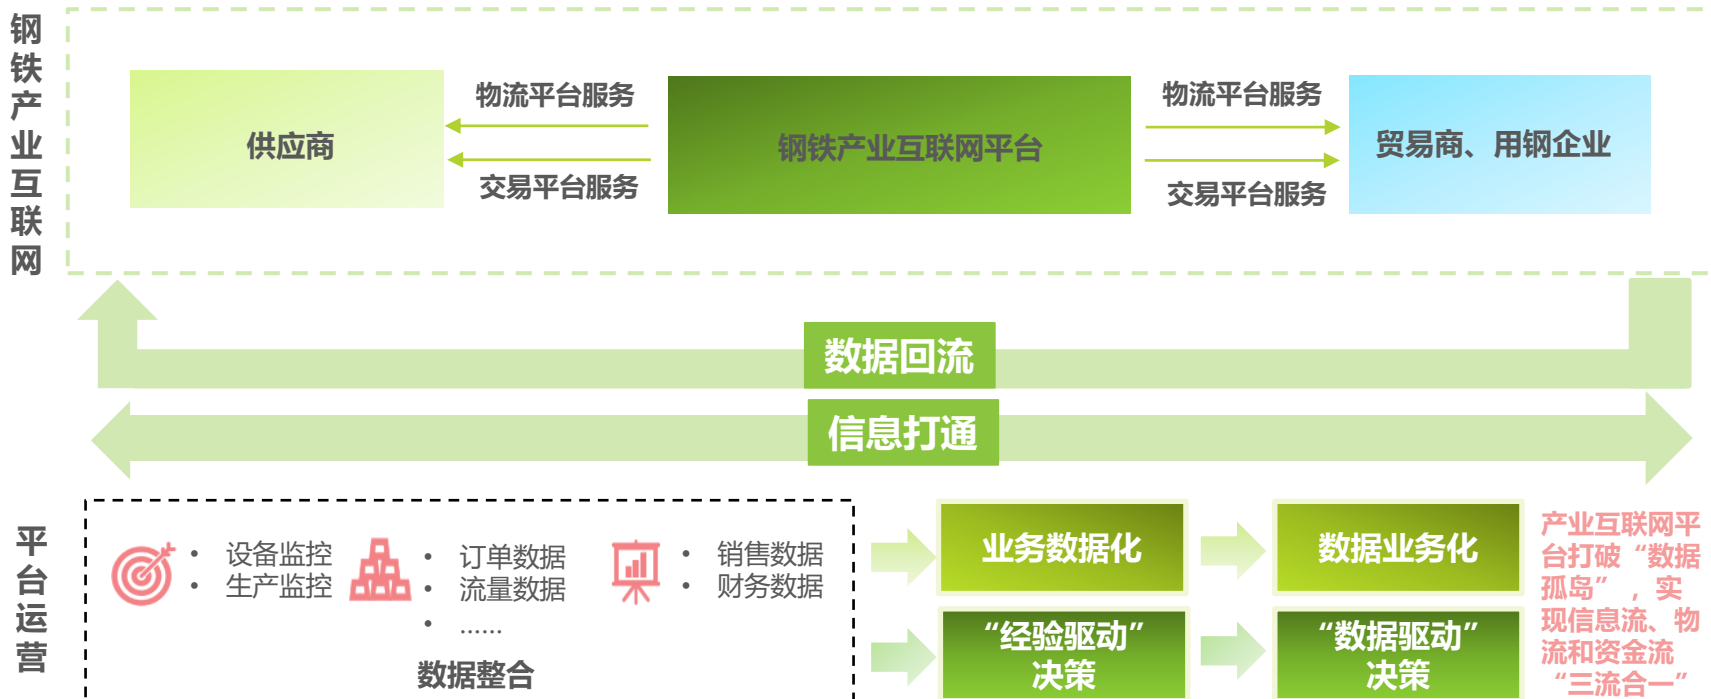 钢铁产业互联网
供应商
物流平台服务
交易平台服务
钢铁产业互联网平台
物流平台服务
交易平台服务
贸易商、用钢企业
数据回流
信息打通
平台运营
• 设备监控
• 生产监控
• 订单数据
• 流量数据
• ......
• 销售数据
• 财务数据
数据整合
业务数据化
数据业务化
“经验驱动”
决策
“数据驱动”
决策
产业互联网平
台打破“数据
孤岛”，实
现信息流、物
流和资金流
“三流合一”